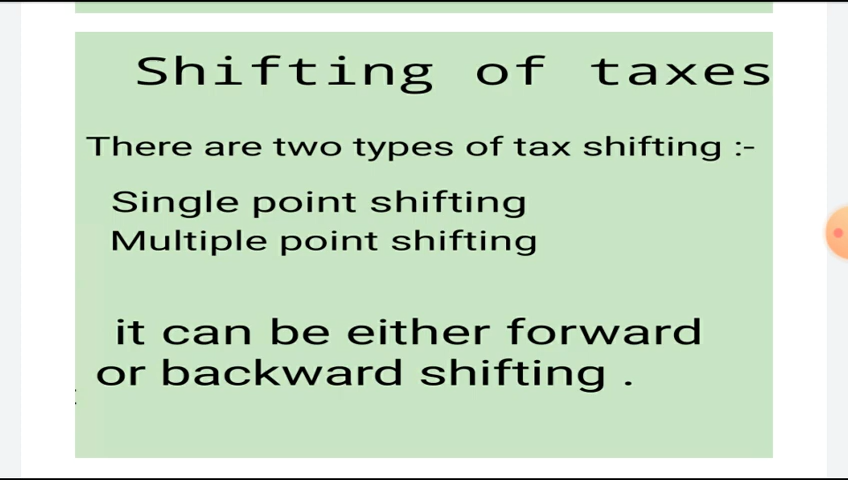 Shifting of taxes
There are two types of tax shifting :-
Single point shifting
Multiple point shifting
it can be either forward
or backward shifting .